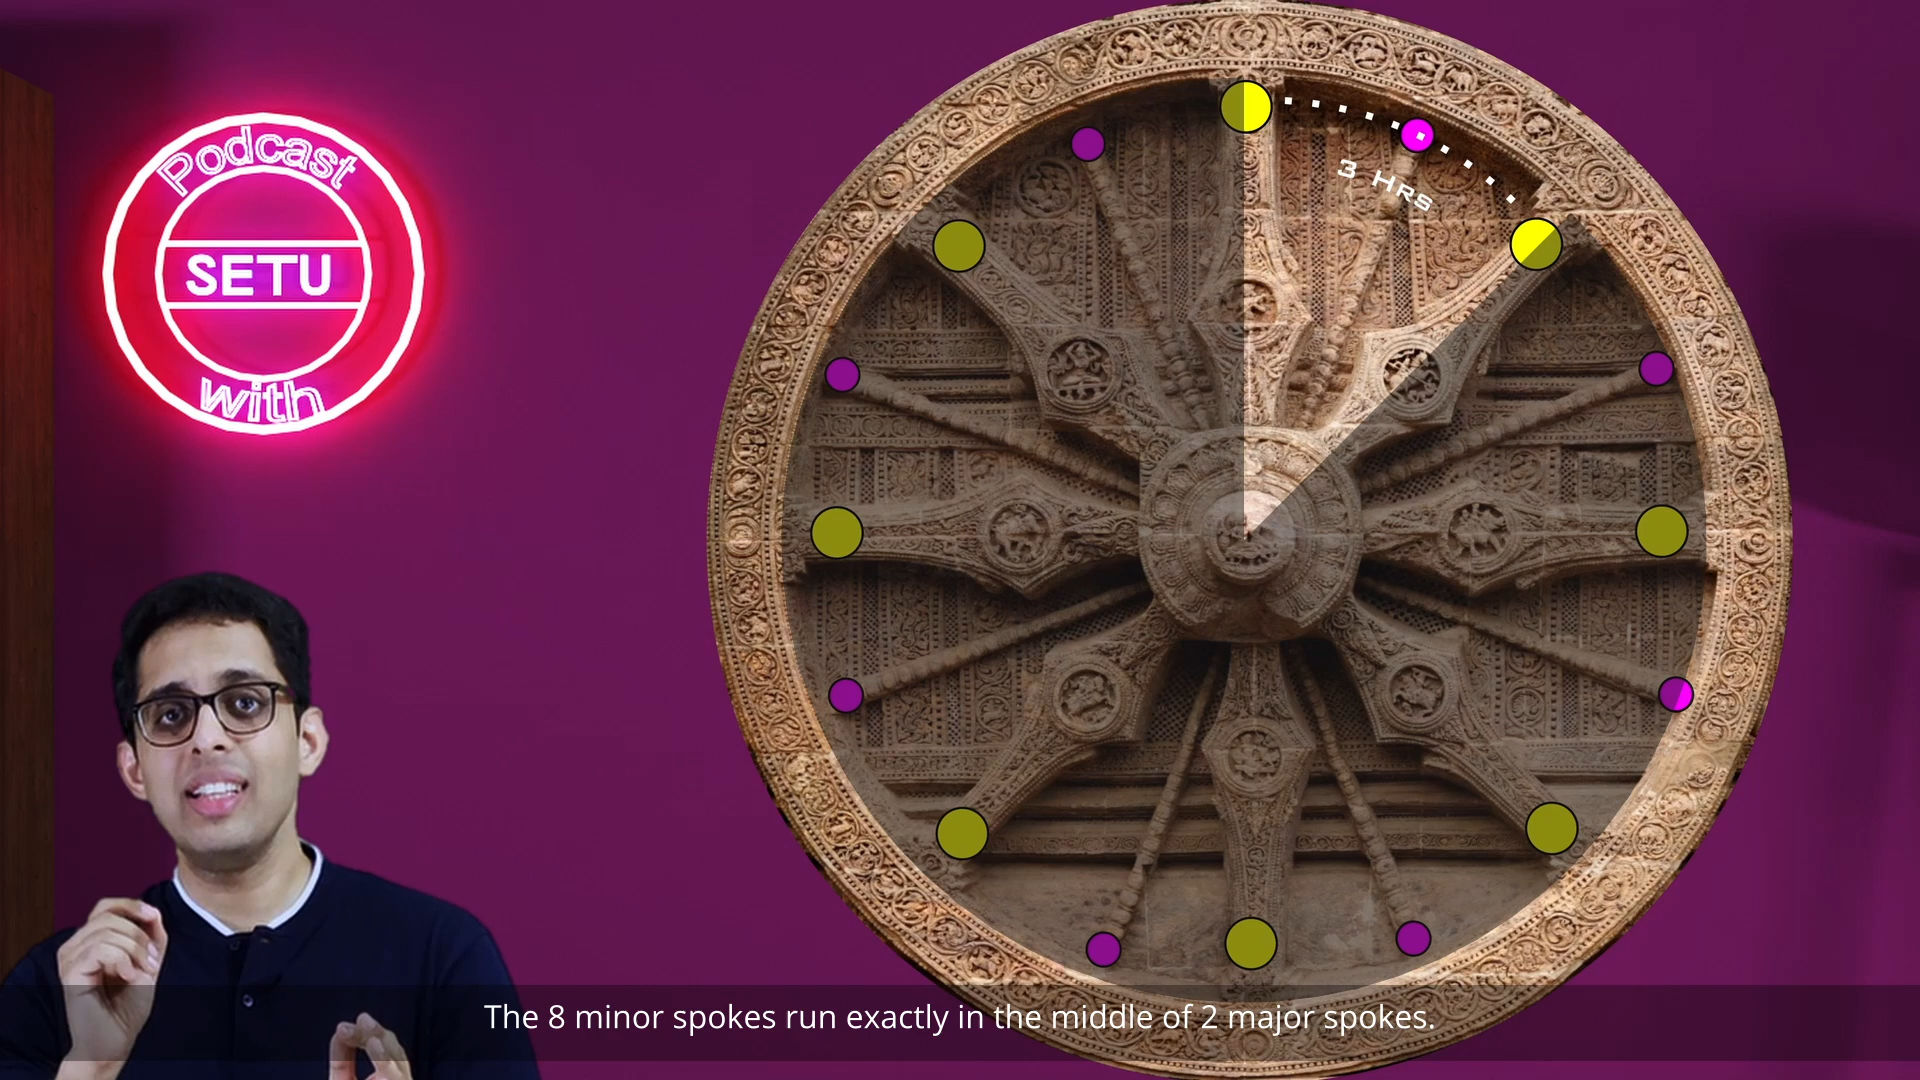 Podcast
SETU
with
3 HRS
The 8 minor spokes run exactly in the middle of 2 major spokes.